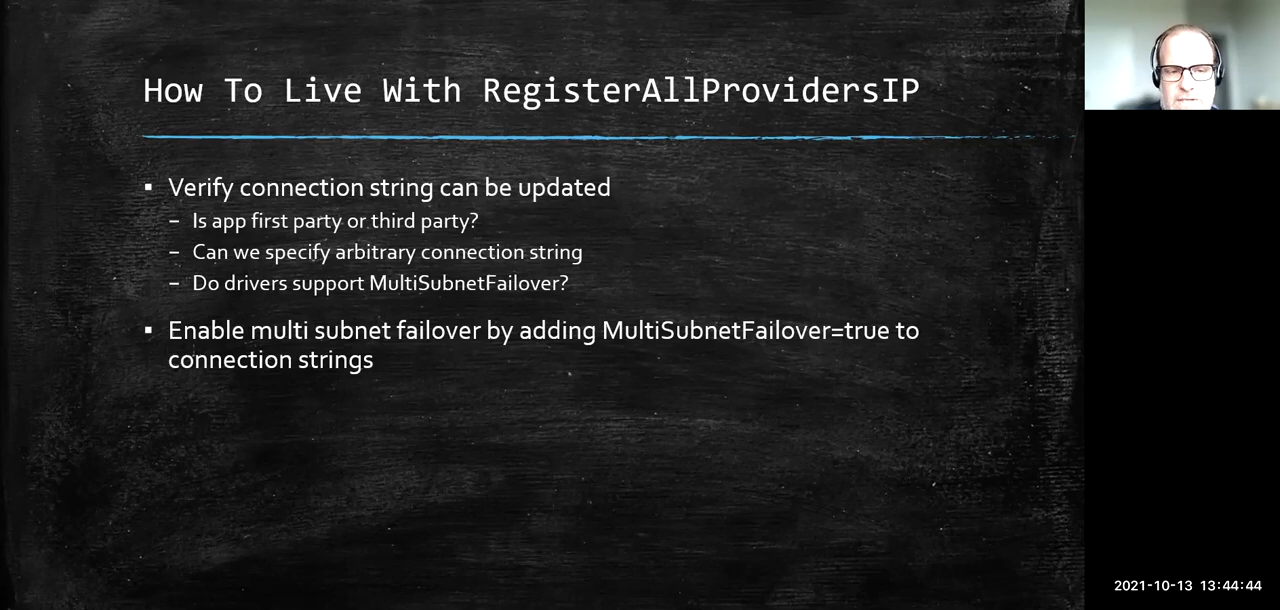 How To Live With RegisterAllProvidersIP
▪ Verify connection string can be updated
– Is app first party or third party?
– Can we specify arbitrary connection string
– Do drivers support MultiSubnetFailover?
▪ Enable multi subnet failover by adding MultiSubnetFailover=true to
connection strings
2021-10-13 13:44:44